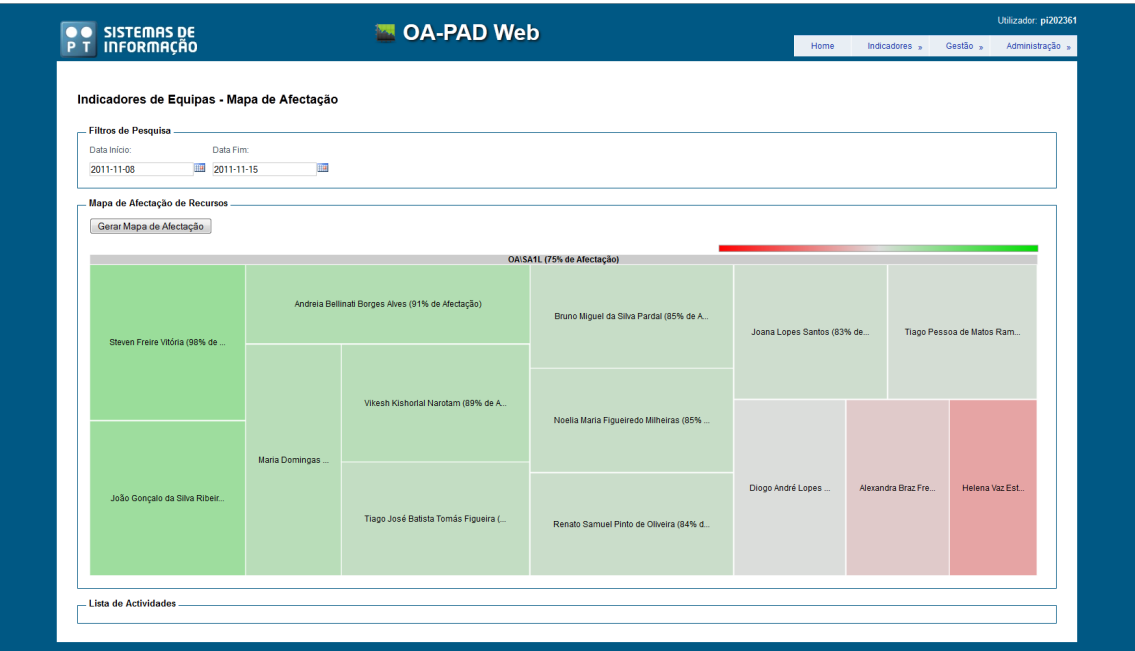 SISTEMAS DE
INFORMAÇÃO
PT
OA-PAD Web
Utilizador: pi202361
Home Indicadores » Gestão » Administração »
Indicadores de Equipas - Mapa de Afectação
Filtros de Pesquisa
Data Início: Data Fim:
2011-11-08 2011-11-15
Mapa de Afectação de Recursos
Gerar Mapa de Afectação
OA\SA1L (75% de Afectação)
Steven Freire Vitória (98% de ...
João Gonçalo da Silva Ribeir...
Andreia Bellinati Borges Alves (91% de Afectação)
Maria Domingas ...
Vikesh Kishorlal Narotam (89% de A...
Tiago José Batista Tomás Figueira (...
Bruno Miguel da Silva Pardal (85% de A...
Noelia Maria Figueiredo Milheiras (85% ...
Renato Samuel Pinto de Oliveira (84% d...
Joana Lopes Santos (83% de...
Tiago Pessoa de Matos Ram...
Diogo André Lopes ...
Alexandra Braz Fre...
Helena Vaz Est...
Lista de Actividades